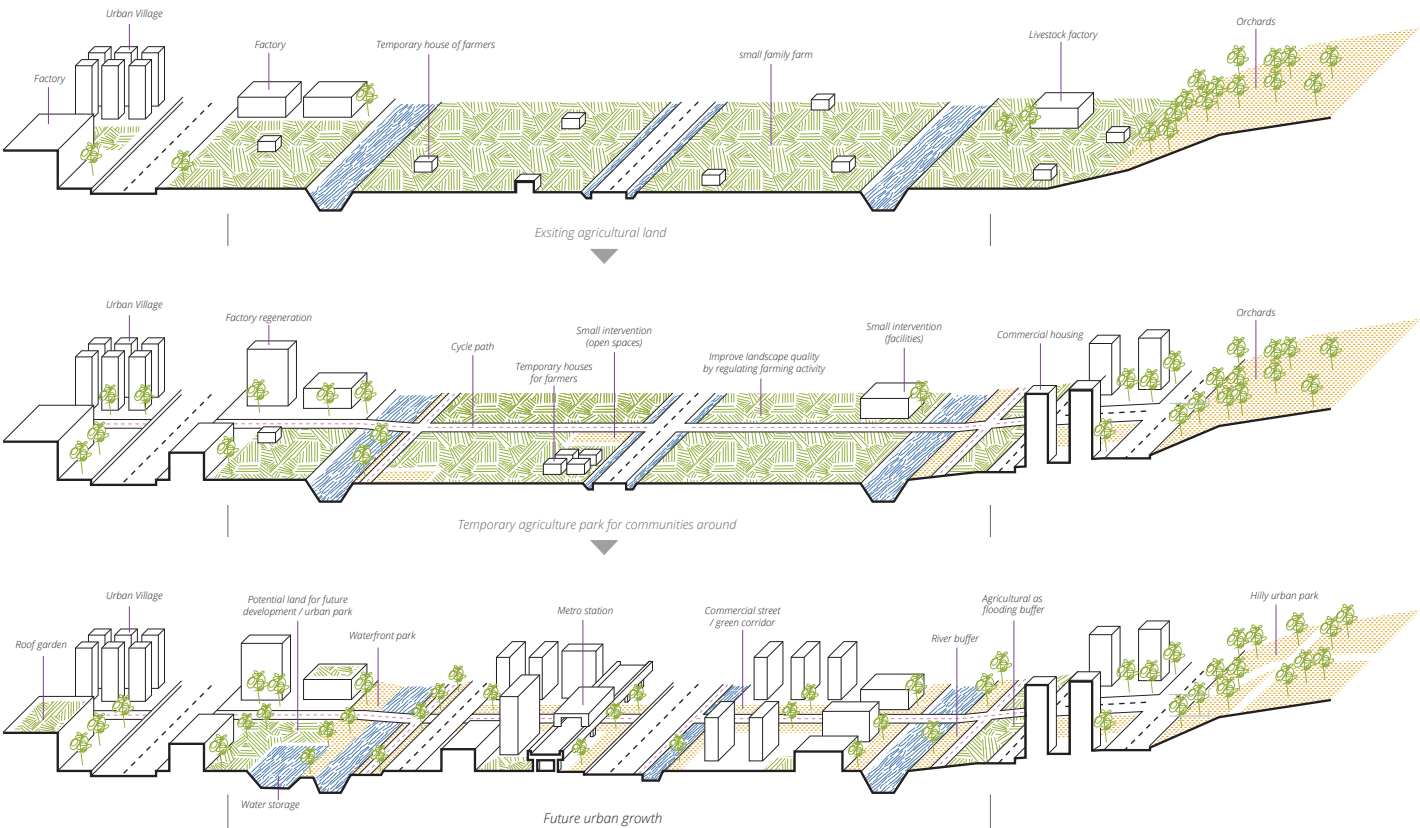 Urban Village
Factory
Factory
Temporary house of farmers
small family farm
Livestock factory
Orchards
Exsiting agricultural land
Urban Village
Factory regeneration
Cycle path
Temporary houses
for farmers
Small intervention
(open spaces)
Improve landscape quality
by regulating farming activity
Small intervention
(facilities)
Commercial housing
Orchards
Temporary agriculture park for communities around
Roof garden
Urban Village
Potential land for future
development / urban park
Waterfront park
Metro station
Commercial street
/ green corridor
River buffer
Agricultural as
flooding buffer
Hilly urban park
Water storage
Future urban growth